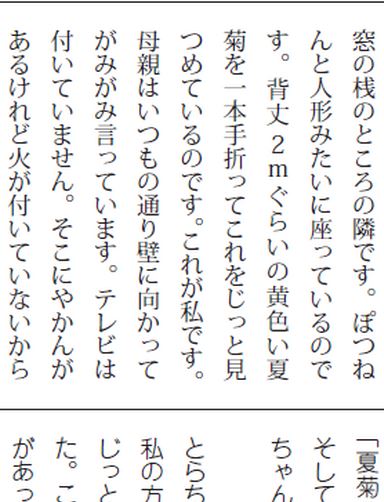 窓の桟のところの隣です。ぽつね
んと人形みたいに座っているので
す。背丈２ｍぐらいの黄色い夏
菊を一本手折ってこれをじっと見
つめているのです。これが私です。
母親はいつもの通り壁に向かって
がみがみ言っています。テレビは
付いていません。そこにやかんが
あるけれど火が付いていないから
「夏菊
そして
ちゃん
とらち
私の方
じっと
た。こ
があっ